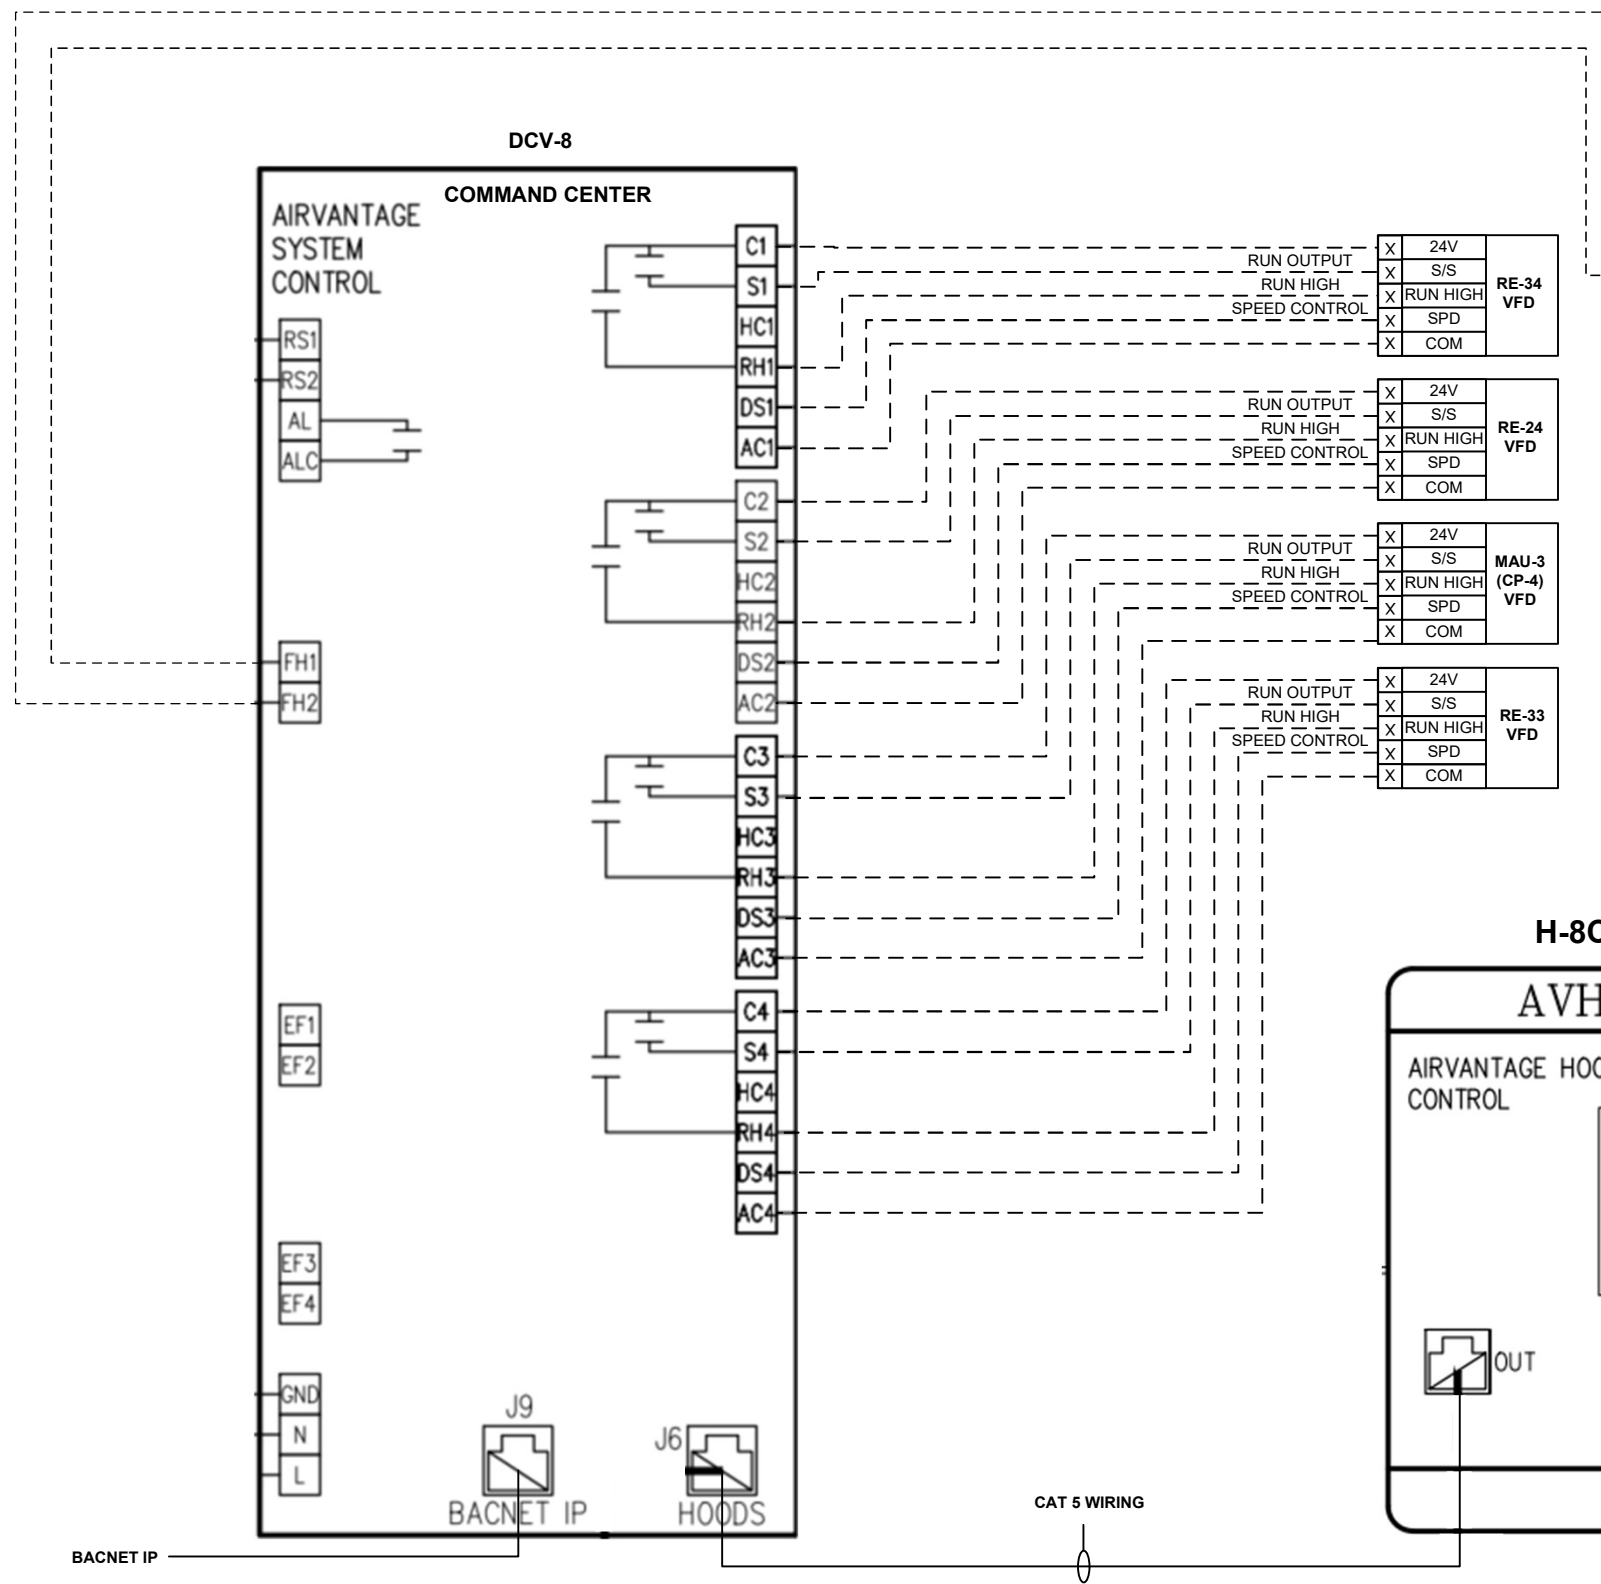 DCV-8
COMMAND CENTER
AIRVANTAGE
SYSTEM
CONTROL
RS1
RS2
AL
ALC
FH1
FH2
EF1
EF2
EF3
EF4
GND
N
L
C1
S1
HC1
RH1
DS1
AC1
C2
S2
HC2
RH2
DS2
AC2
C3
S3
HC3
RH3
DS3
AC3
C4
S4
HC4
RH4
DS4
AC4
J9
BACNET IP
J6
HOODS
BACNET IP
CAT 5 WIRING
RUN OUTPUT
RUN HIGH
SPEED CONTROL
X 24V
X S/S
X RUN HIGH
X SPD
X COM
RE-34
VFD
RUN OUTPUT
RUN HIGH
SPEED CONTROL
X 24V
X S/S
X RUN HIGH
X SPD
X COM
RE-24
VFD
RUN OUTPUT
RUN HIGH
SPEED CONTROL
X 24V
X S/S
X RUN HIGH
X SPD
X COM
MAU-3
(CP-4)
VFD
RUN OUTPUT
RUN HIGH
SPEED CONTROL
X 24V
X S/S
X RUN HIGH
X SPD
X COM
RE-33
VFD
H-8
AVH
AIRVANTAGE HOO
CONTROL
OUT